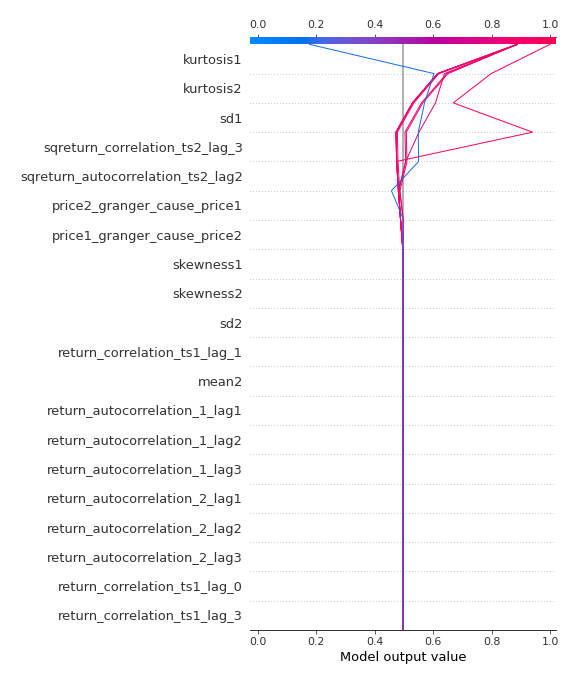 0.0 0.2 0.4 0.6 0.8 1.0
kurtosis1
kurtosis2
sd1
sqreturn_correlation_ts2_lag_3
sqreturn_autocorrelation_ts2_lag2
price2_granger_cause_price1
price1_granger_cause_price2
skewness1
skewness2
sd2
return_correlation_ts1_lag_1
mean2
return_autocorrelation_1_lag1
return_autocorrelation_1_lag2
return_autocorrelation_1_lag3
return_autocorrelation_2_lag1
return_autocorrelation_2_lag2
return_autocorrelation_2_lag3
return_correlation_ts1_lag_0
return_correlation_ts1_lag_3
0.0 0.2 0.4 0.6 0.8 1.0
Model output value